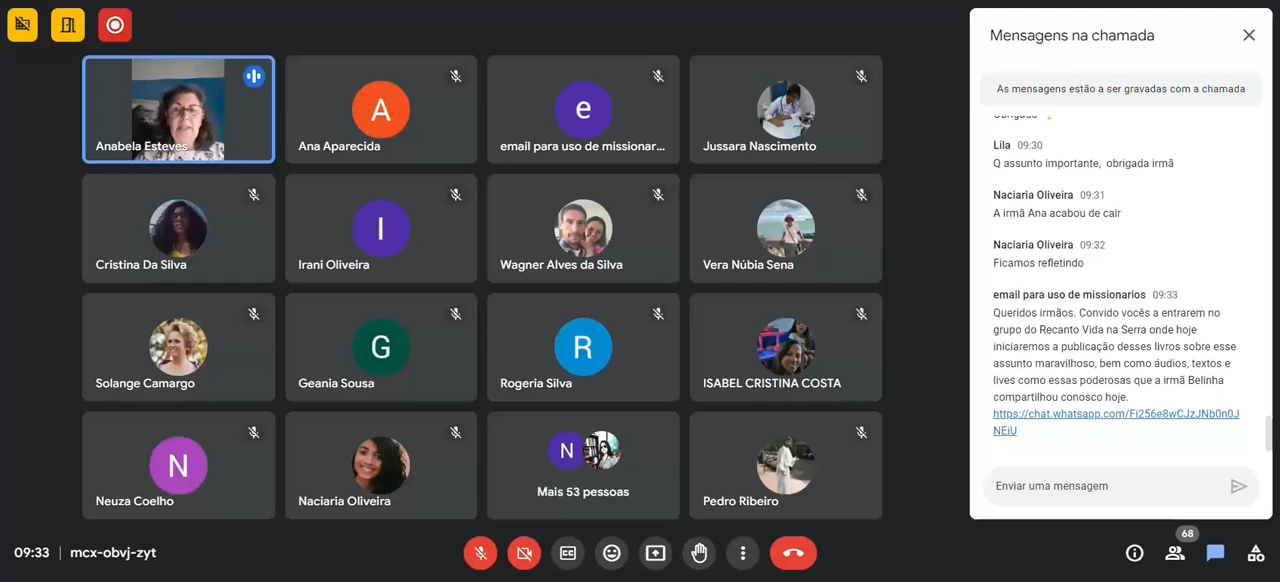 Anabela Esteves
A
Ana Aparecida
e
email para uso de missionar...
Jussara Nascimento
Cristina Da Silva
I
Irani Oliveira
Wagner Alves da Silva
Vera Núbia Sena
Solange Camargo
G
Geania Sousa
R
Rogeria Silva
ISABEL CRISTINA COSTA
N
Neuza Coelho
Naciaria Oliveira
N
Mais 53 pessoas
Pedro Ribeiro
Mensagens na chamada
As mensagens estão a ser gravadas com a chamada
Obrigado
Lila 09:30
Q assunto importante, obrigada irmã
Naciaria Oliveira 09:31
A irmã Ana acabou de cair
Naciaria Oliveira 09:32
Ficamos refletindo
email para uso de missionarios 09:33
Queridos irmãos. Convido vocês a entrarem no
grupo do Recanto Vida na Serra onde hoje
iniciaremos a publicação desses livros sobre esse
assunto maravilhoso, bem como áudios, textos e
lives como essas poderosas que a irmã Belinha
compartilhou conosco hoje.
https://chat.whatsapp.com/Fi256e8wCJzJNb0n0J
NEiU
Enviar uma mensagem
09:33 | mcx-obvj-zyt
68